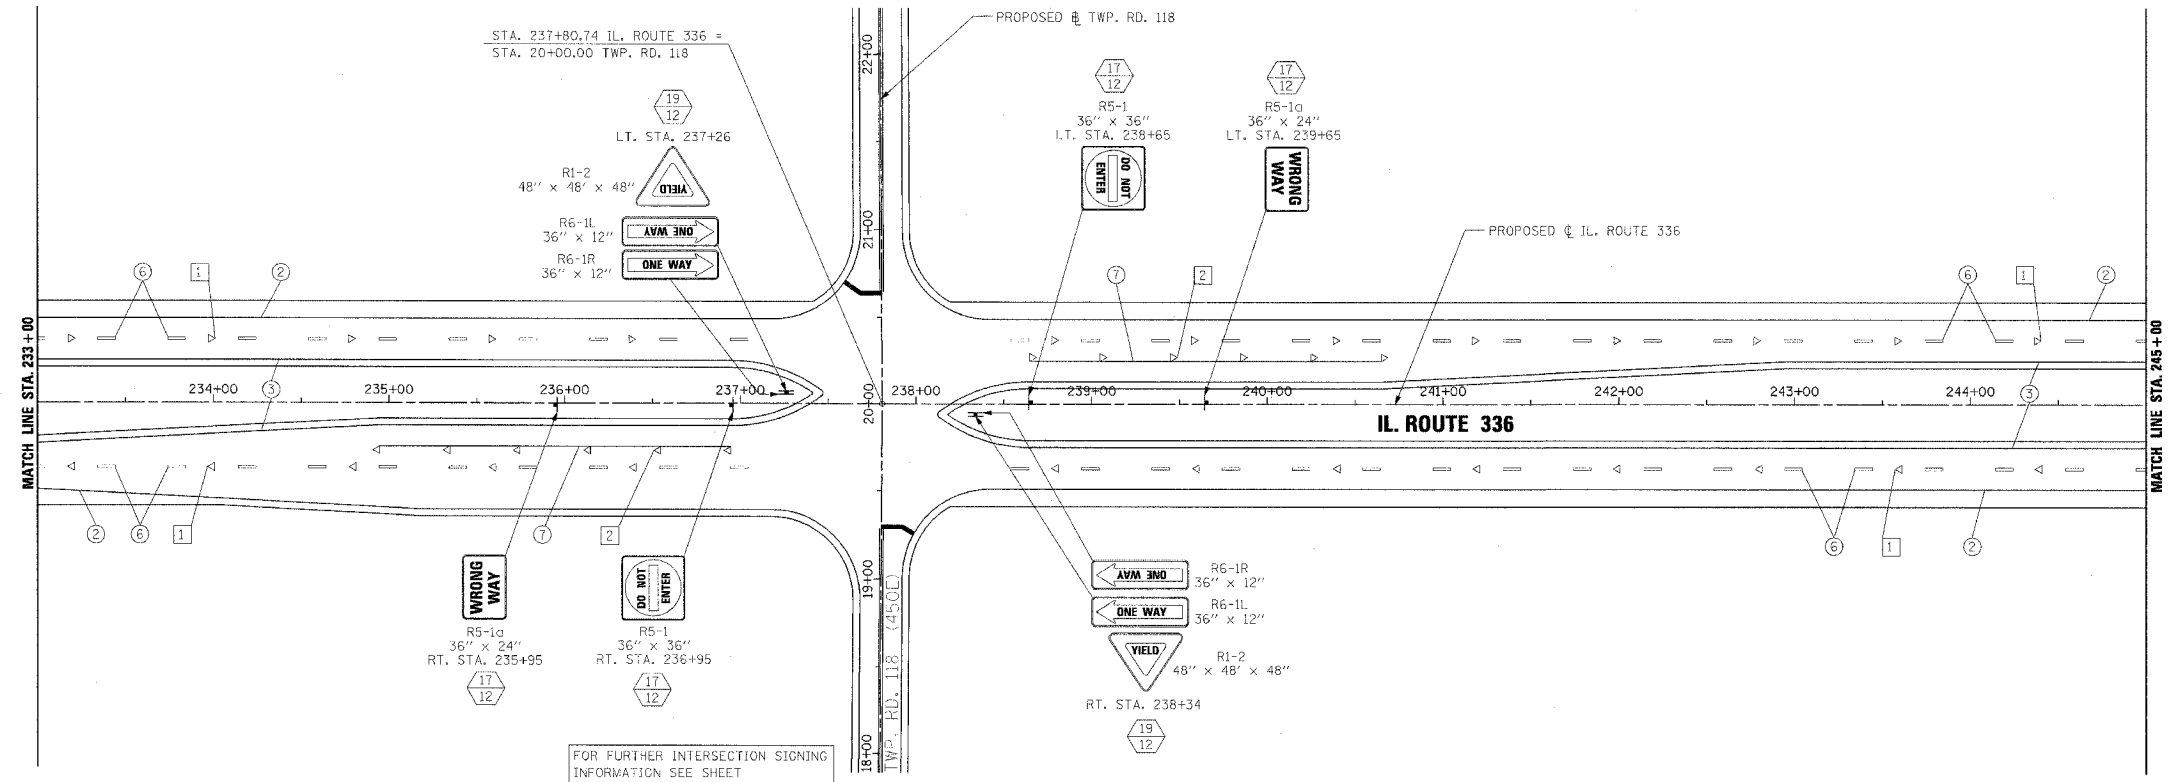 PROPOSED ℄ TWP. RD. 118
STA. 237+80.74 IL. ROUTE 336 =
STA. 20+00.00 TWP. RD. 118
22+00
21+00
20+00
19+00
18+00
19
12
LT. STA. 237+26
R1-2
48" x 48' x 48"
YIELD
R6-1L
36" x 12"
ONE WAY
R6-1R
36" x 12"
ONE WAY
17
12
R5-1
36" x 36"
LT. STA. 238+65
DO NOT
ENTER
17
12
R5-1a
36" x 24"
LT. STA. 239+65
WRONG
WAY
PROPOSED ℄ IL. ROUTE 336
6
1
2
7
2
6
1
2
MATCH LINE STA. 233+00
234+00
3
235+00
236+00
237+00
238+00
239+00
240+00
241+00
242+00
243+00
244+00
3
MATCH LINE STA. 245+00
IL. ROUTE 336
2
6
1
7
2
6
1
2
WRONG
WAY
R5-1a
36" x 24"
RT. STA. 235+95
17
12
DO NOT
ENTER
R5-1
36" x 36"
RT. STA. 236+95
17
12
TWP. RD. 118 (450E)
ONE WAY
R6-1R
36" x 12"
ONE WAY
R6-1L
36" x 12"
YIELD
R1-2
48" x 48' x 48"
RT. STA. 238+34
19
12
FOR FURTHER INTERSECTION SIGNING
INFORMATION SEE SHEET